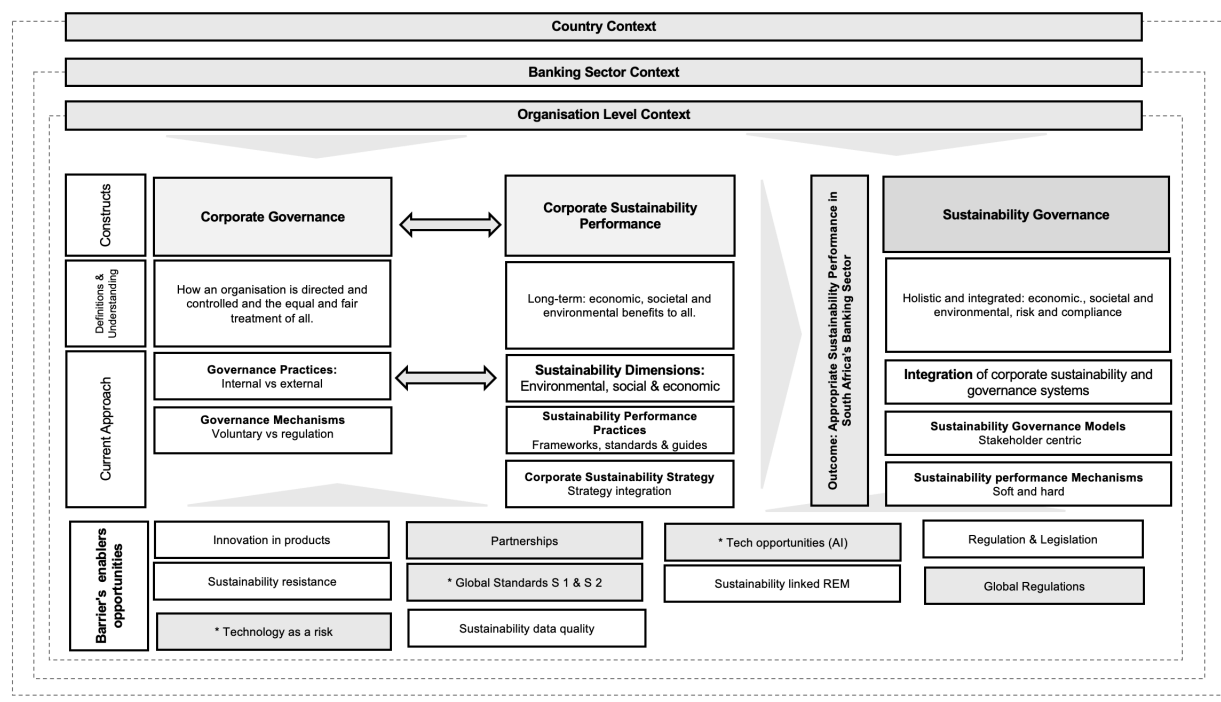 Country Context
Banking Sector Context
Organisation Level Context
Constructs
Corporate Governance
Corporate Sustainability
Performance
Outcome: Appropriate Sustainability Performance in
South Africa's Banking Sector
Sustainability Governance
Definitions &
Understanding
How an organisation is directed and
controlled and the equal and fair
treatment of all.
Long-term: economic, societal and
environmental benefits to all.
Holistic and integrated: economic., societal and
environmental, risk and compliance
Current Approach
Governance Practices:
Internal vs external
Sustainability Dimensions:
Environmental, social & economic
Integration of corporate sustainability and
governance systems
Governance Mechanisms
Voluntary vs regulation
Sustainability Performance
Practices
Frameworks, standards & guides
Sustainability Governance Models
Stakeholder centric
Corporate Sustainability Strategy
Strategy integration
Sustainability performance Mechanisms
Soft and hard
Barrier's enablers
opportunities
Innovation in products
Partnerships
* Tech opportunities (AI)
Regulation & Legislation
Sustainability resistance
* Global Standards S 1 & S 2
Sustainability linked REM
Global Regulations
* Technology as a risk
Sustainability data quality